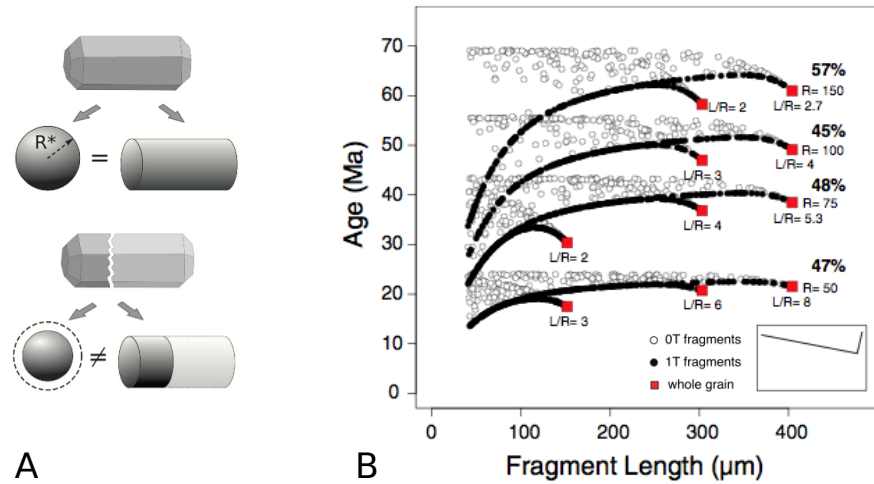 R*
=
≠
A
B
Age (Ma)
70
60
50
40
30
20
10
0
57%
R= 150
L/R= 2
L/R= 2.7
45%
R= 100
L/R= 3
L/R= 4
48%
R= 75
L/R= 4
L/R= 5.3
L/R= 2
47%
R= 50
L/R= 3
L/R= 6
L/R= 8
0T fragments
1T fragments
whole grain
0 100 200 300 400
Fragment Length (µm)